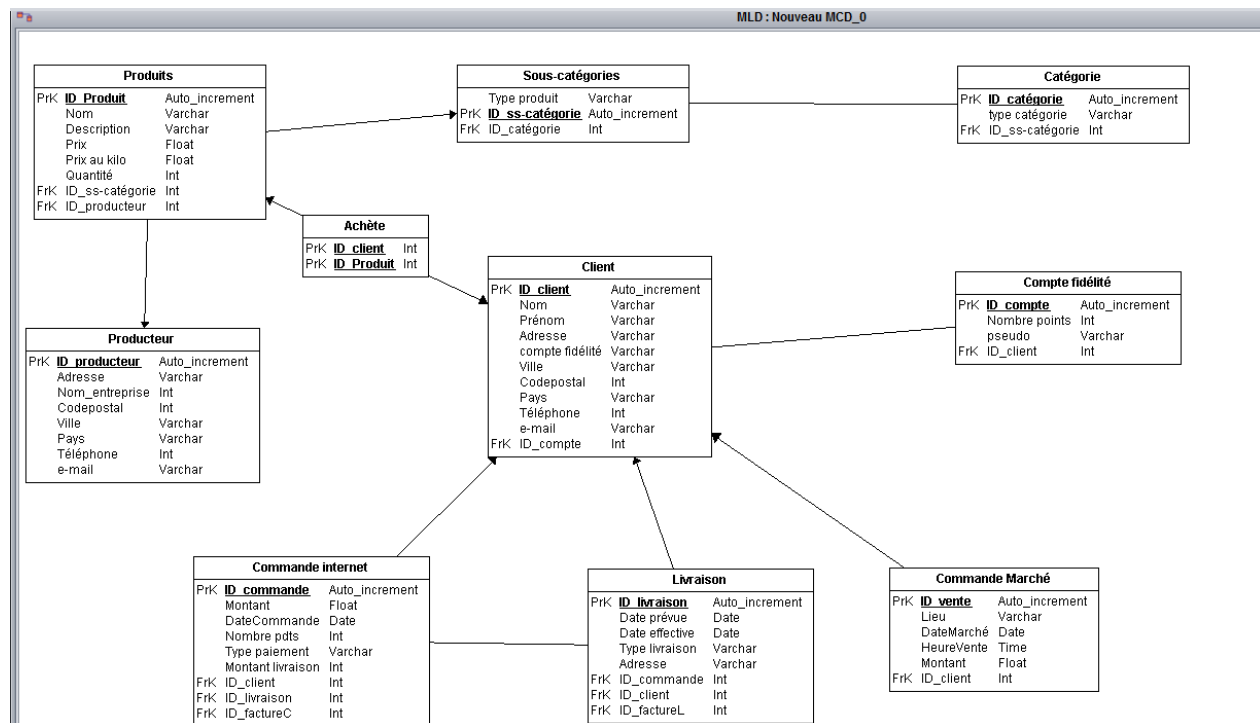 MLD : Nouveau MCD_0
Produits
PrK ID_Produit Auto_increment
Nom Varchar
Description Varchar
Prix Float
Prix au kilo Float
Quantité Int
FrK ID_ss-catégorie Int
FrK ID_producteur Int
Sous-catégories
Type produit Varchar
PrK ID_ss-catégorie Auto_increment
FrK ID_catégorie Int
Catégorie
PrK ID_catégorie Auto_increment
type catégorie Varchar
FrK ID_ss-catégorie Int
Achète
PrK ID_client Int
PrK ID_Produit Int
Client
PrK ID_client Auto_increment
Nom Varchar
Prénom Varchar
Adresse Varchar
compte fidélité Varchar
Ville Varchar
Codepostal Int
Pays Varchar
Téléphone Int
e-mail Varchar
FrK ID_compte Int
Compte fidélité
PrK ID_compte Auto_increment
Nombre points Int
pseudo Varchar
FrK ID_client Int
Producteur
PrK ID_producteur Auto_increment
Adresse Varchar
Nom_entreprise Int
Codepostal Int
Ville Varchar
Pays Varchar
Téléphone Int
e-mail Varchar
Commande internet
PrK ID_commande Auto_increment
Montant Float
DateCommande Date
Nombre pdts Int
Type paiement Varchar
Montant livraison Int
FrK ID_client Int
FrK ID_livraison Int
FrK ID_factureC Int
Livraison
PrK ID_livraison Auto_increment
Date prévue Date
Date effective Date
Type livraison Varchar
Adresse Varchar
FrK ID_commande Int
FrK ID_client Int
FrK ID_factureL Int
Commande Marché
PrK ID_vente Auto_increment
Lieu Varchar
DateMarché Date
HeureVente Time
Montant Float
FrK ID_client Int